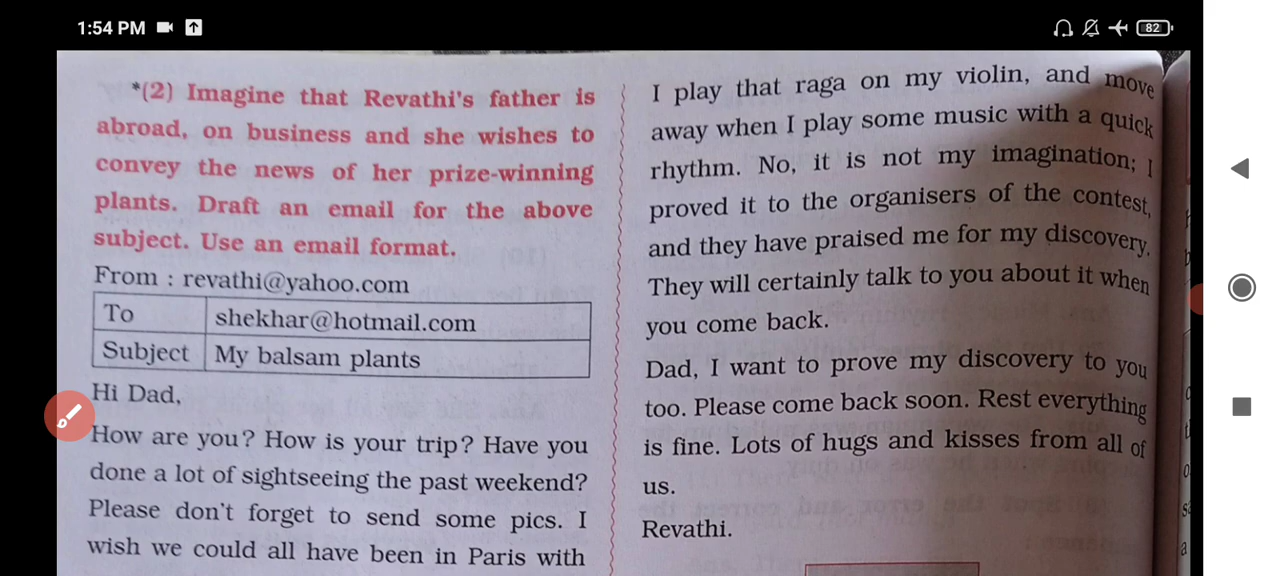 1:54 PM
82
*(2) Imagine that Revathi's father is
abroad, on business and she wishes to
convey the news of her prize-winning
plants. Draft an email for the above
subject. Use an email format.
From : revathi@yahoo.com
To shekhar@hotmail.com
Subject My balsam plants
Hi Dad,
How are you? How is your trip? Have you
done a lot of sightseeing the past weekend?
Please don't forget to send some pics. I
wish we could all have been in Paris with
I play that raga on my violin, and move
away when I play some music with a quick
rhythm. No, it is not my imagination; I
proved it to the organisers of the contest,
and they have praised me for my discovery.
They will certainly talk to you about it when
you come back.
Dad, I want to prove my discovery to you
too. Please come back soon. Rest everything
is fine. Lots of hugs and kisses from all of
us.
Revathi.